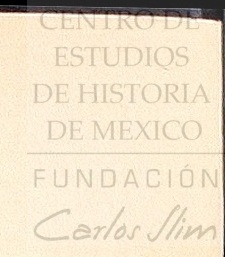 CENTRO DE
ESTUDIOS
DE HISTORIA
DE MEXICO
FUNDACIÓN
Carlos Slim